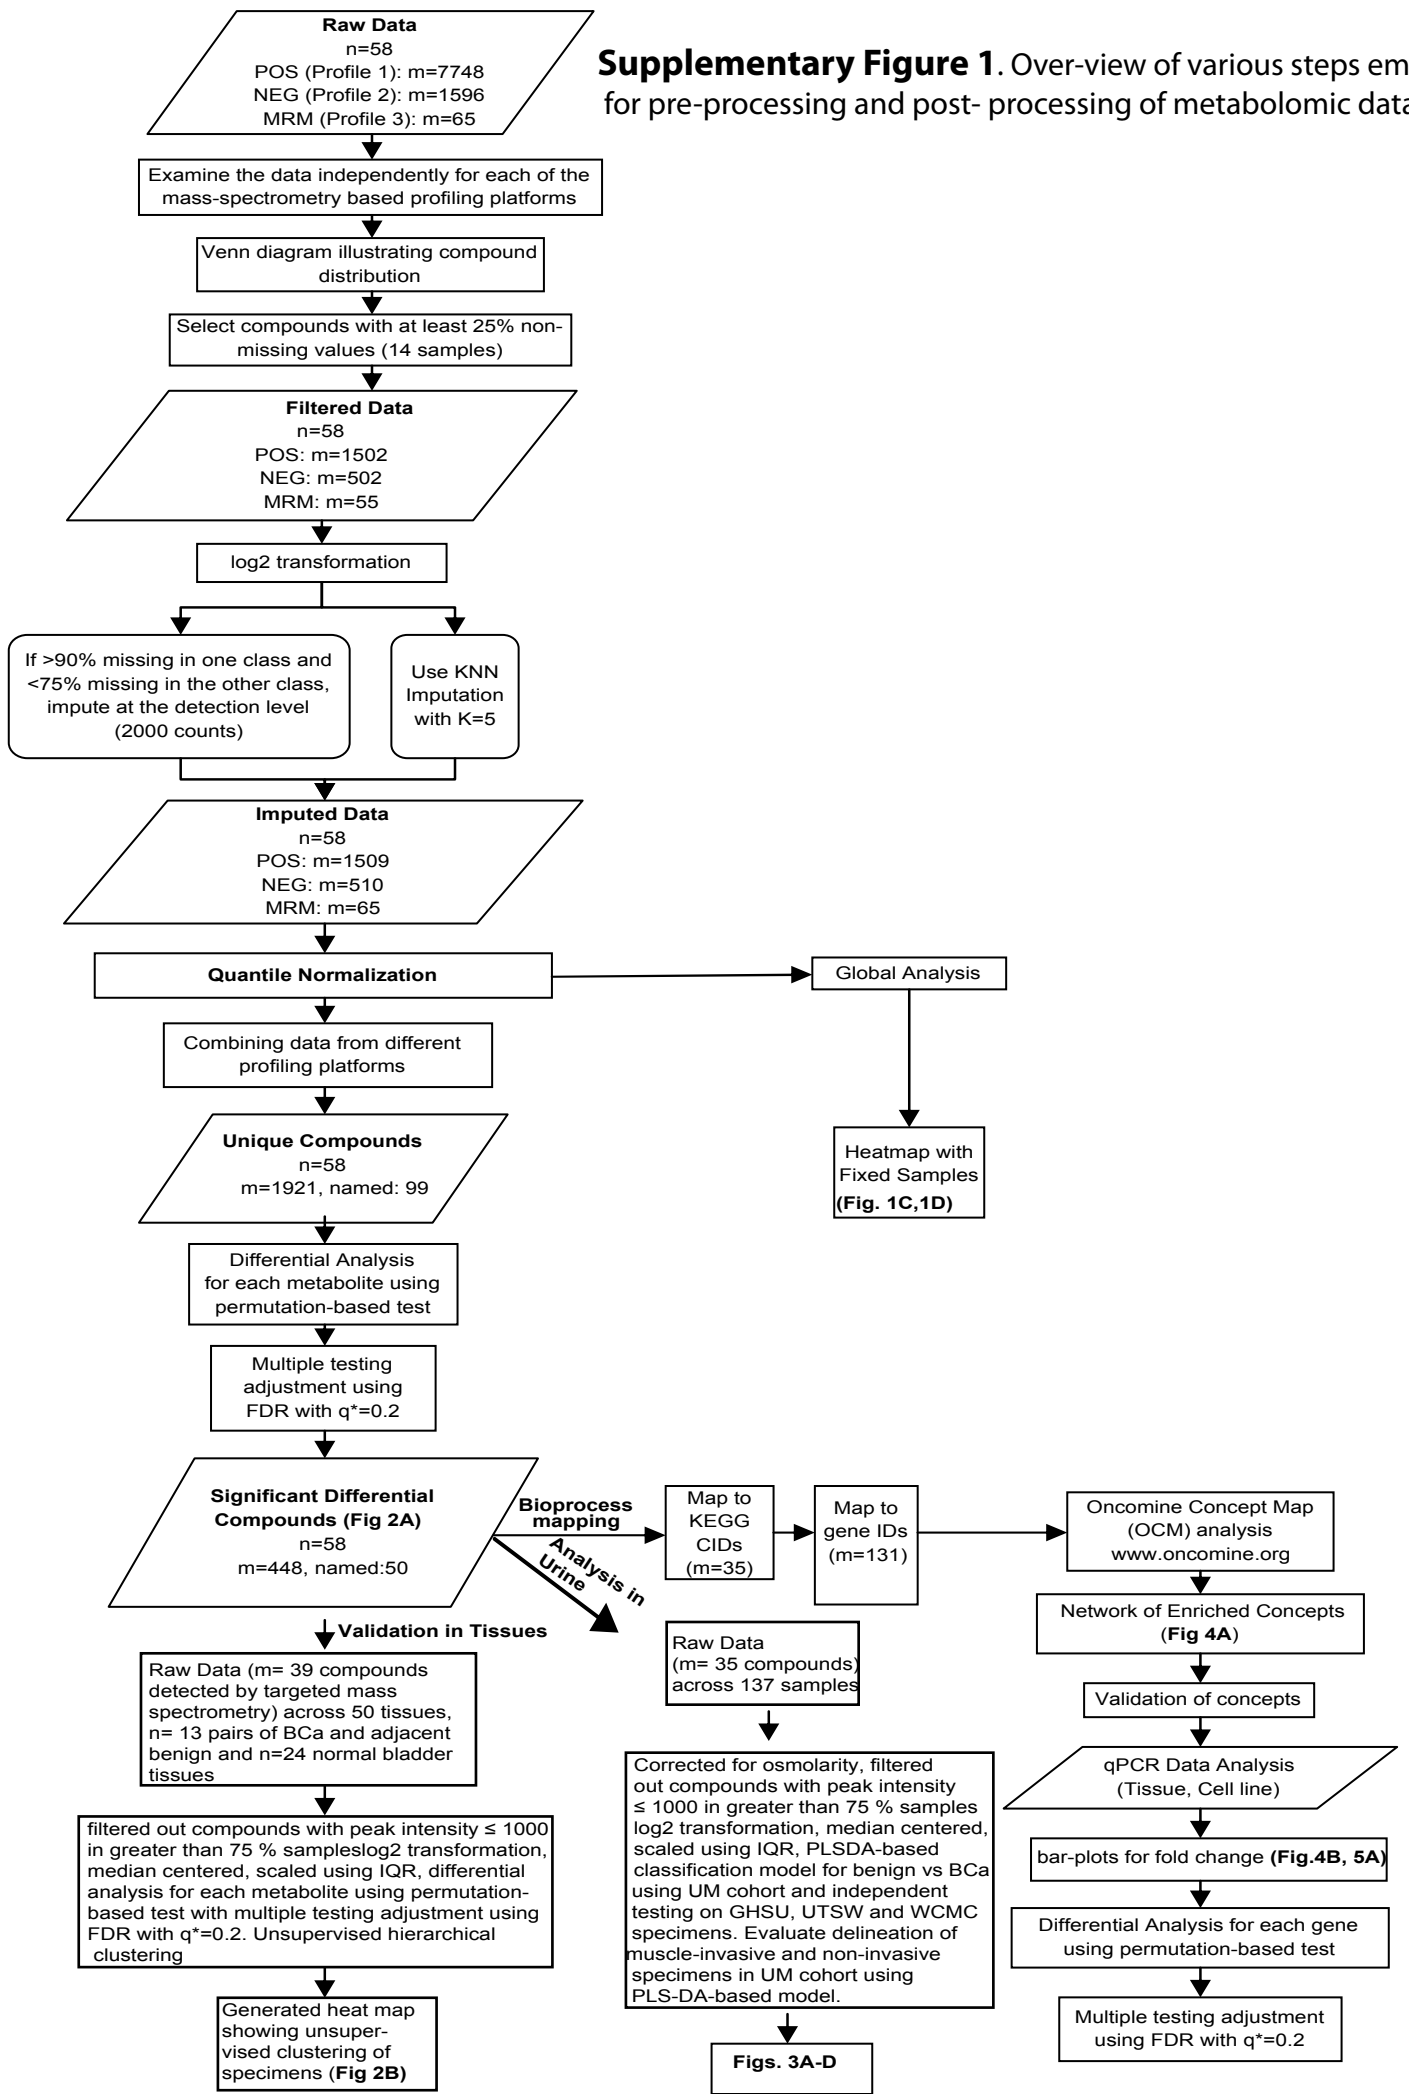 Raw Data
n=58
POS (Profile 1): m=7748
NEG (Profile 2): m=1596
MRM (Profile 3): m=65
Supplementary Figure 1. Over-view of various steps em
for pre-processing and post- processing of metabolomic data
Examine the data independently for each of the
mass-spectrometry based profiling platforms
Venn diagram illustrating compound
distribution
Select compounds with at least 25% non-
missing values (14 samples)
Filtered Data
n=58
POS: m=1502
NEG: m=502
MRM: m=55
log2 transformation
If >90% missing in one class and
<75% missing in the other class,
impute at the detection level
(2000 counts)
Use KNN
Imputation
with K=5
Imputed Data
n=58
POS: m=1509
NEG: m=510
MRM: m=65
Quantile Normalization
Global Analysis
Combining data from different
profiling platforms
Heatmap with
Fixed Samples
(Fig. 1C,1D)
Unique Compounds
n=58
m=1921, named: 99
Differential Analysis
for each metabolite using
permutation-based test
Multiple testing
adjustment using
FDR with q*=0.2
Significant Differential
Compounds (Fig 2A)
n=58
m=448, named:50
Bioprocess
mapping
Analysis in
Urine
Map to
KEGG
CIDs
(m=35)
Map to
gene IDs
(m=131)
Oncomine Concept Map
(OCM) analysis
www.oncomine.org
Network of Enriched Concepts
(Fig 4A)
Validation of concepts
qPCR Data Analysis
(Tissue, Cell line)
bar-plots for fold change (Fig.4B, 5A)
Differential Analysis for each gene
using permutation-based test
Multiple testing adjustment
using FDR with q*=0.2
Validation in Tissues
Raw Data (m= 39 compounds
detected by targeted mass
spectrometry) across 50 tissues,
n= 13 pairs of BCa and adjacent
benign and n=24 normal bladder
tissues
filtered out compounds with peak intensity ≤ 1000
in greater than 75 % sampleslog2 transformation,
median centered, scaled using IQR, differential
analysis for each metabolite using permutation-
based test with multiple testing adjustment using
FDR with q*=0.2. Unsupervised hierarchical
clustering
Generated heat map
showing unsuper-
vised clustering of
specimens (Fig 2B)
Raw Data
(m= 35 compounds)
across 137 samples
Corrected for osmolarity, filtered
out compounds with peak intensity
≤ 1000 in greater than 75 % samples
log2 transformation, median centered,
scaled using IQR, PLSDA-based
classification model for benign vs BCa
using UM cohort and independent
testing on GHSU, UTSW and WCMC
specimens. Evaluate delineation of
muscle-invasive and non-invasive
specimens in UM cohort using
PLS-DA-based model.
Figs. 3A-D